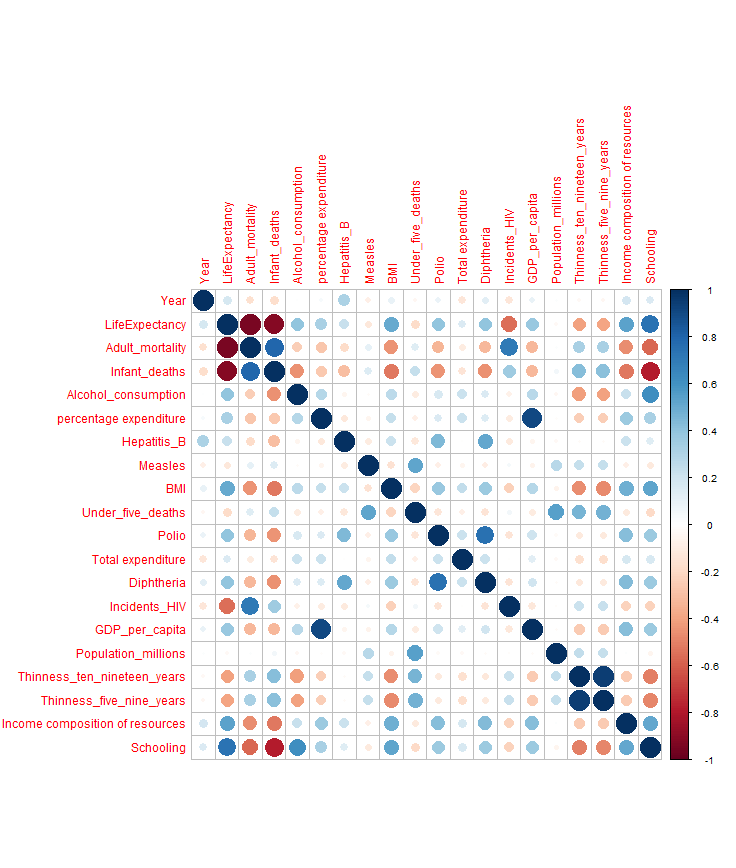 Year
LifeExpectancy
Adult_mortality
Infant_deaths
Alcohol_consumption
percentage expenditure
Hepatitis_B
Measles
BMI
Under_five_deaths
Polio
Total expenditure
Diphtheria
Incidents_HIV
GDP_per_capita
Population_millions
Thinness_ten_nineteen_years
Thinness_five_nine_years
Income composition of resources
Schooling
Year
LifeExpectancy
Adult_mortality
Infant_deaths
Alcohol_consumption
percentage expenditure
Hepatitis_B
Measles
BMI
Under_five_deaths
Polio
Total expenditure
Diphtheria
Incidents_HIV
GDP_per_capita
Population_millions
Thinness_ten_nineteen_years
Thinness_five_nine_years
Income composition of resources
Schooling
1
0.8
0.6
0.4
0.2
0
-0.2
-0.4
-0.6
-0.8
-1